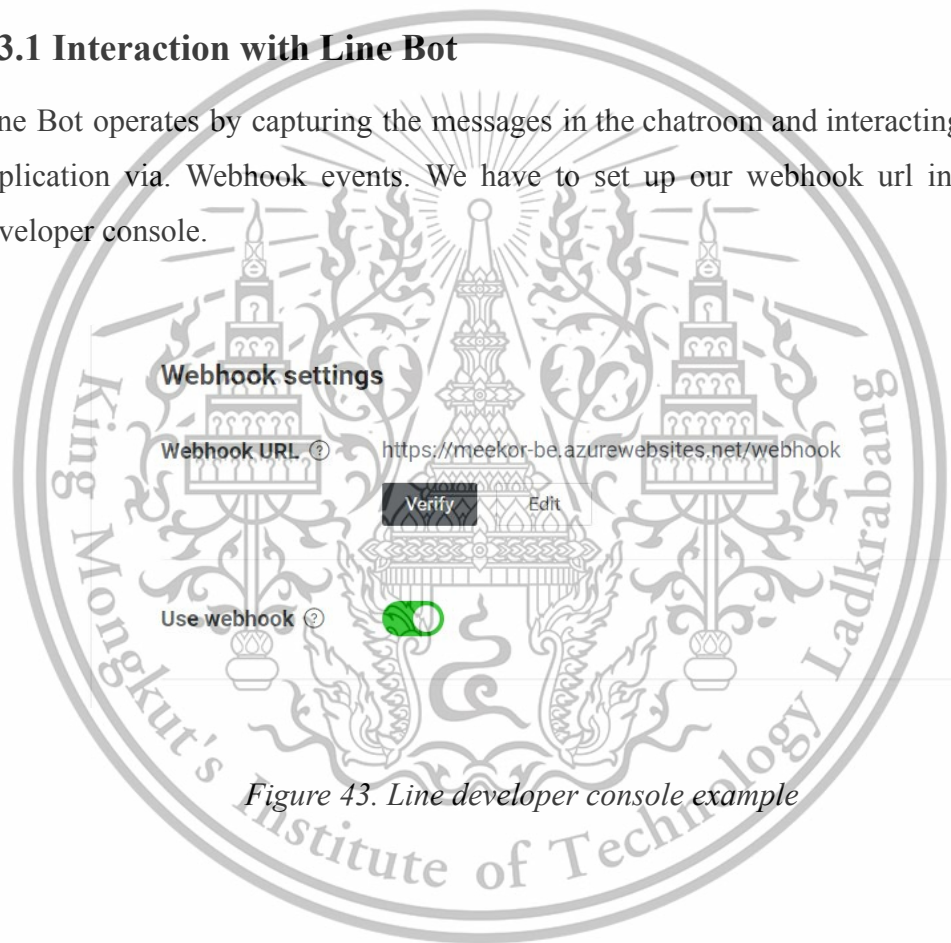 3.1 Interaction with Line Bot
ne Bot operates by capturing the messages in the chatroom and interacting
plication via. Webhook events. We have to set up our webhook url in
veloper console.
Webhook settings
Webhook URL
https://meekor-be.azurewebsites.net/webhook
Verify Edit
Use webhook
Figure 43. Line developer console example
King Mongkut's Institute of Technology Ladkrabang